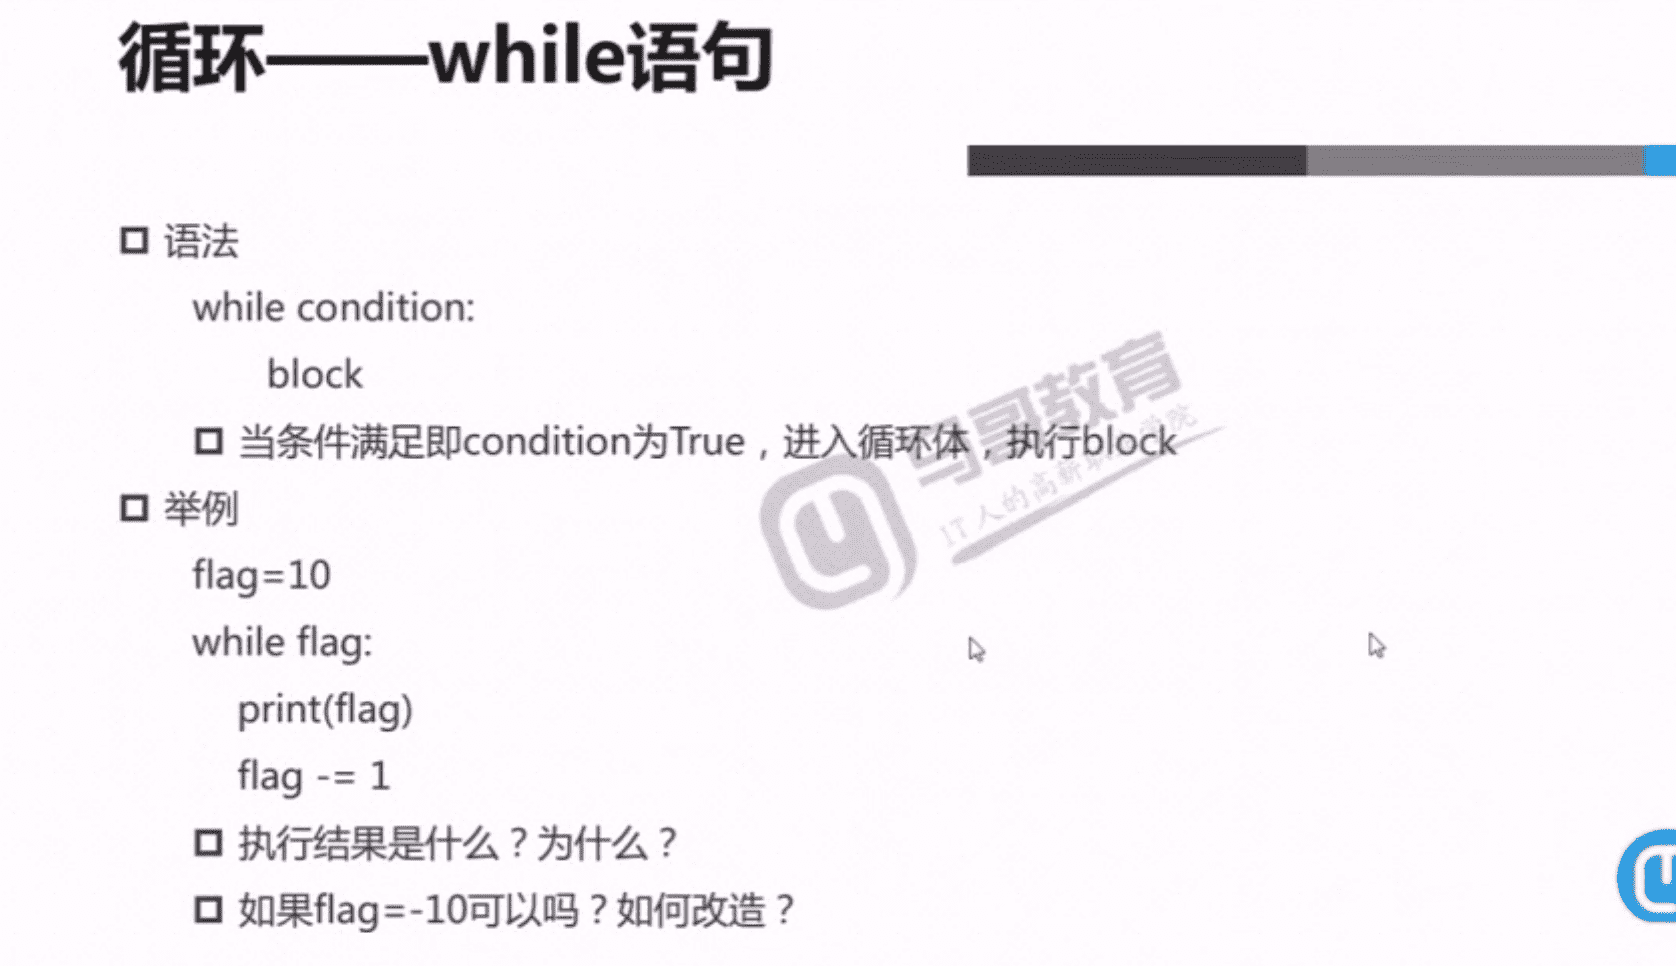 循环——while语句
语法
while condition:
block
当条件满足即condition为True，进入循环体，执行block
举例
flag=10
while flag:
print(flag)
flag -= 1
执行结果是什么？为什么？
如果flag=-10可以吗？如何改造？
马哥教育
IT人的高薪职业学院